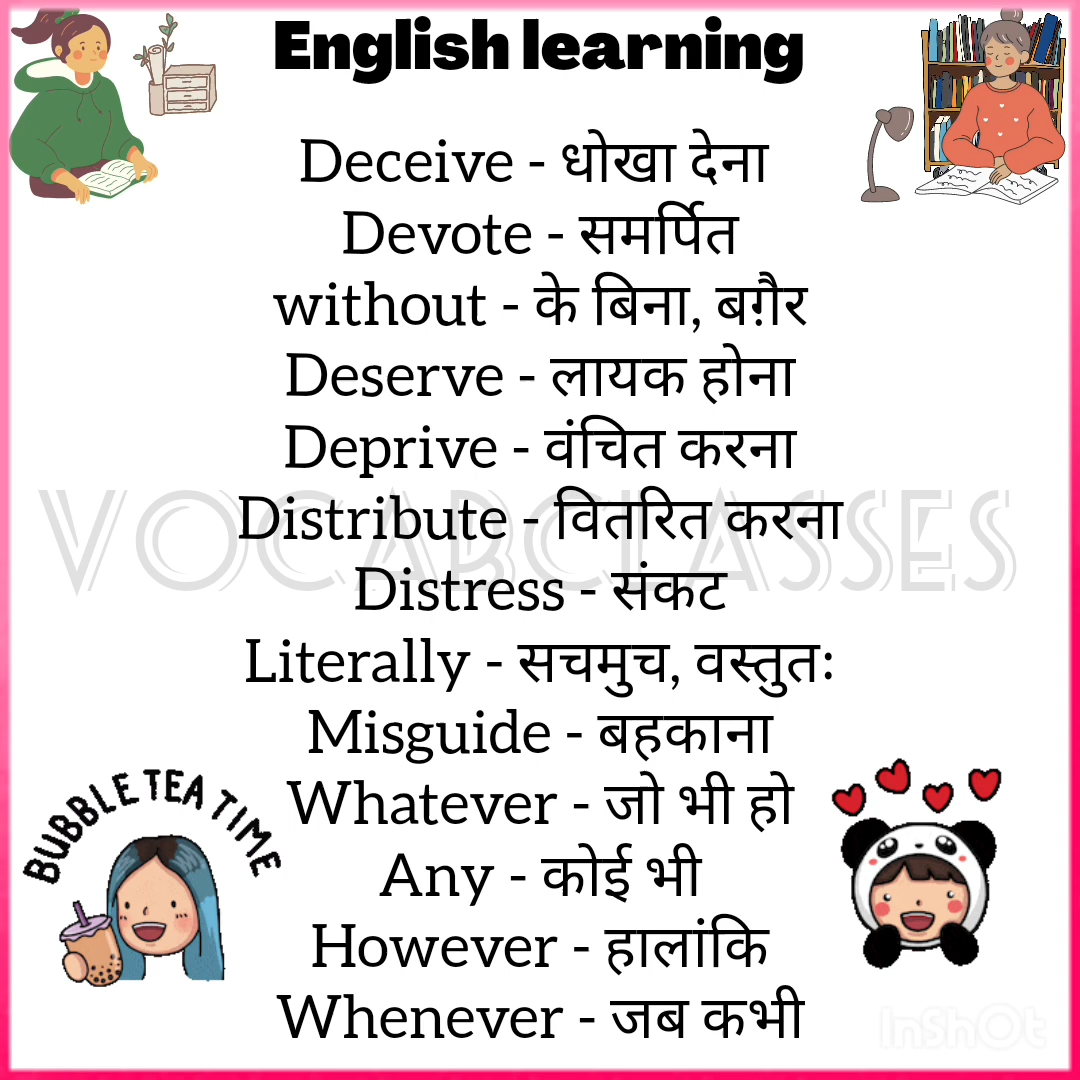 English learning
Deceive - धोखा देना
Devote - समर्पित
without - के बिना, बग़ैर
Deserve - लायक होना
Deprive - वंचित करना
VOCABCLASSES
Distribute - वितरित करना
Distress - संकट
Literally - सचमुच, वस्तुतः
Misguide - बहकाना
BUBBLE TEA TIME
Whatever - जो भी हो
Any - कोई भी
However - हालांकि
Whenever - जब कभी
InShOt